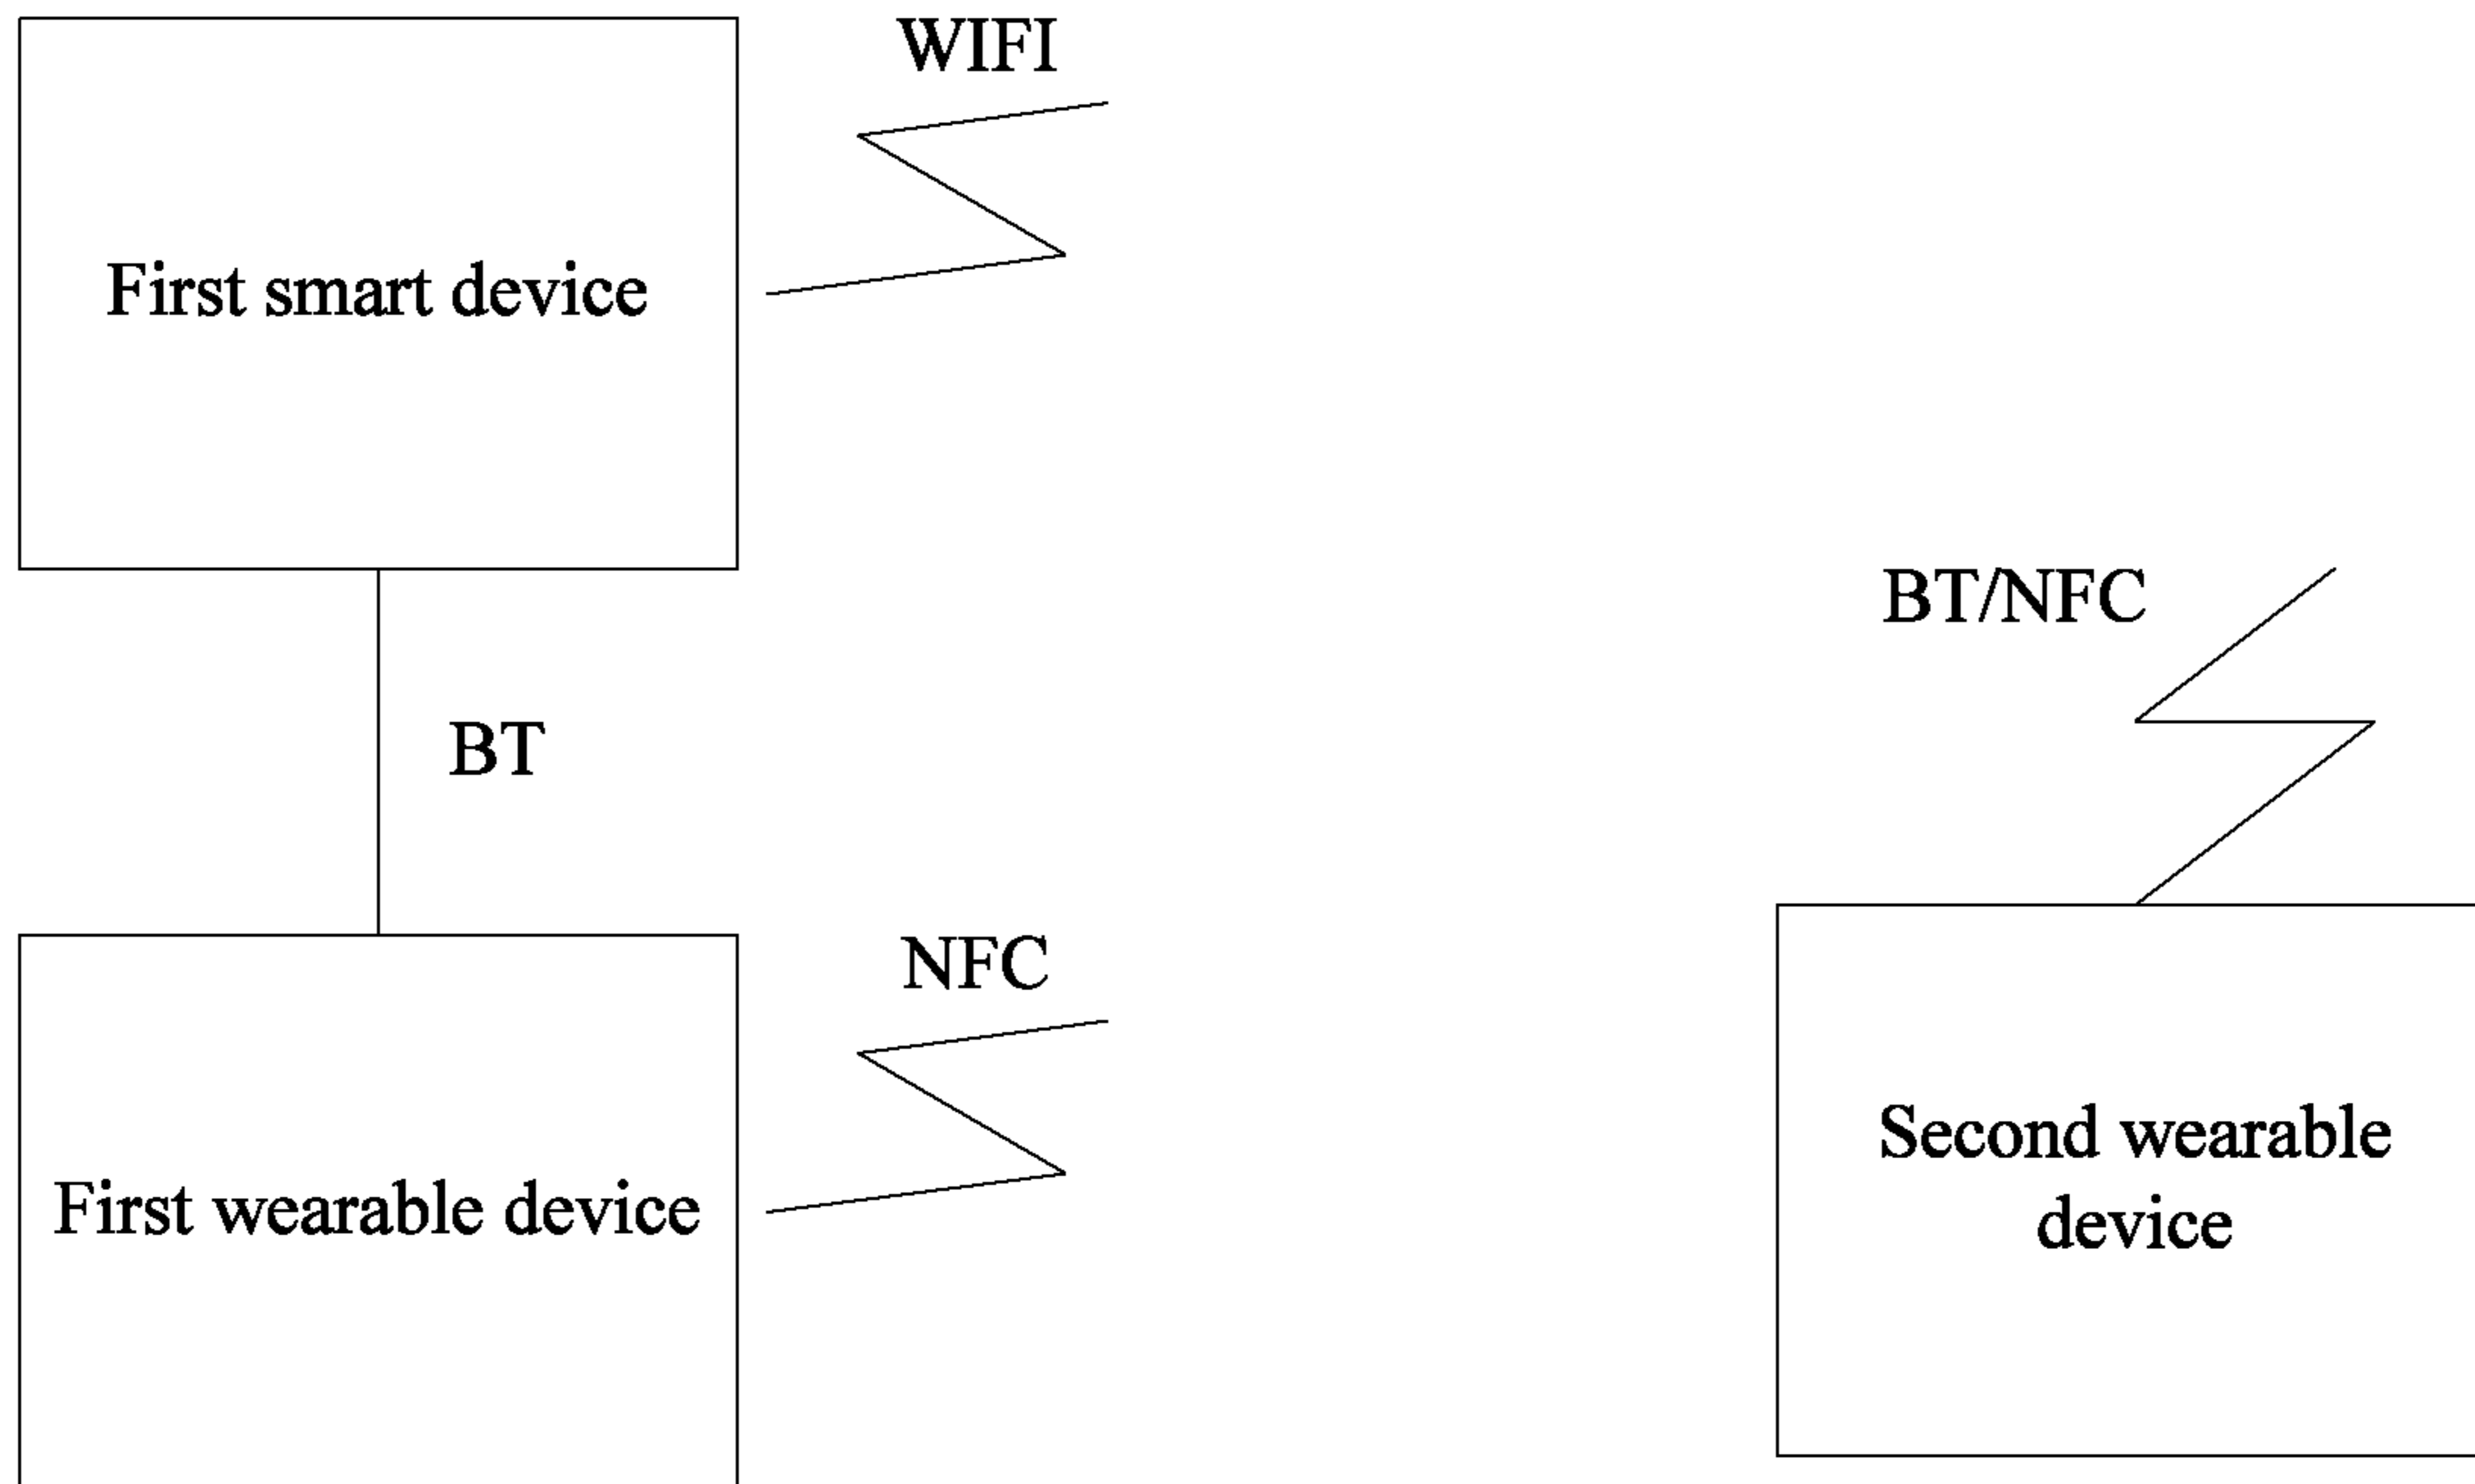 WIFI
First smart device
BT/NFC
BT
NFC
First wearable device
Second wearable
device